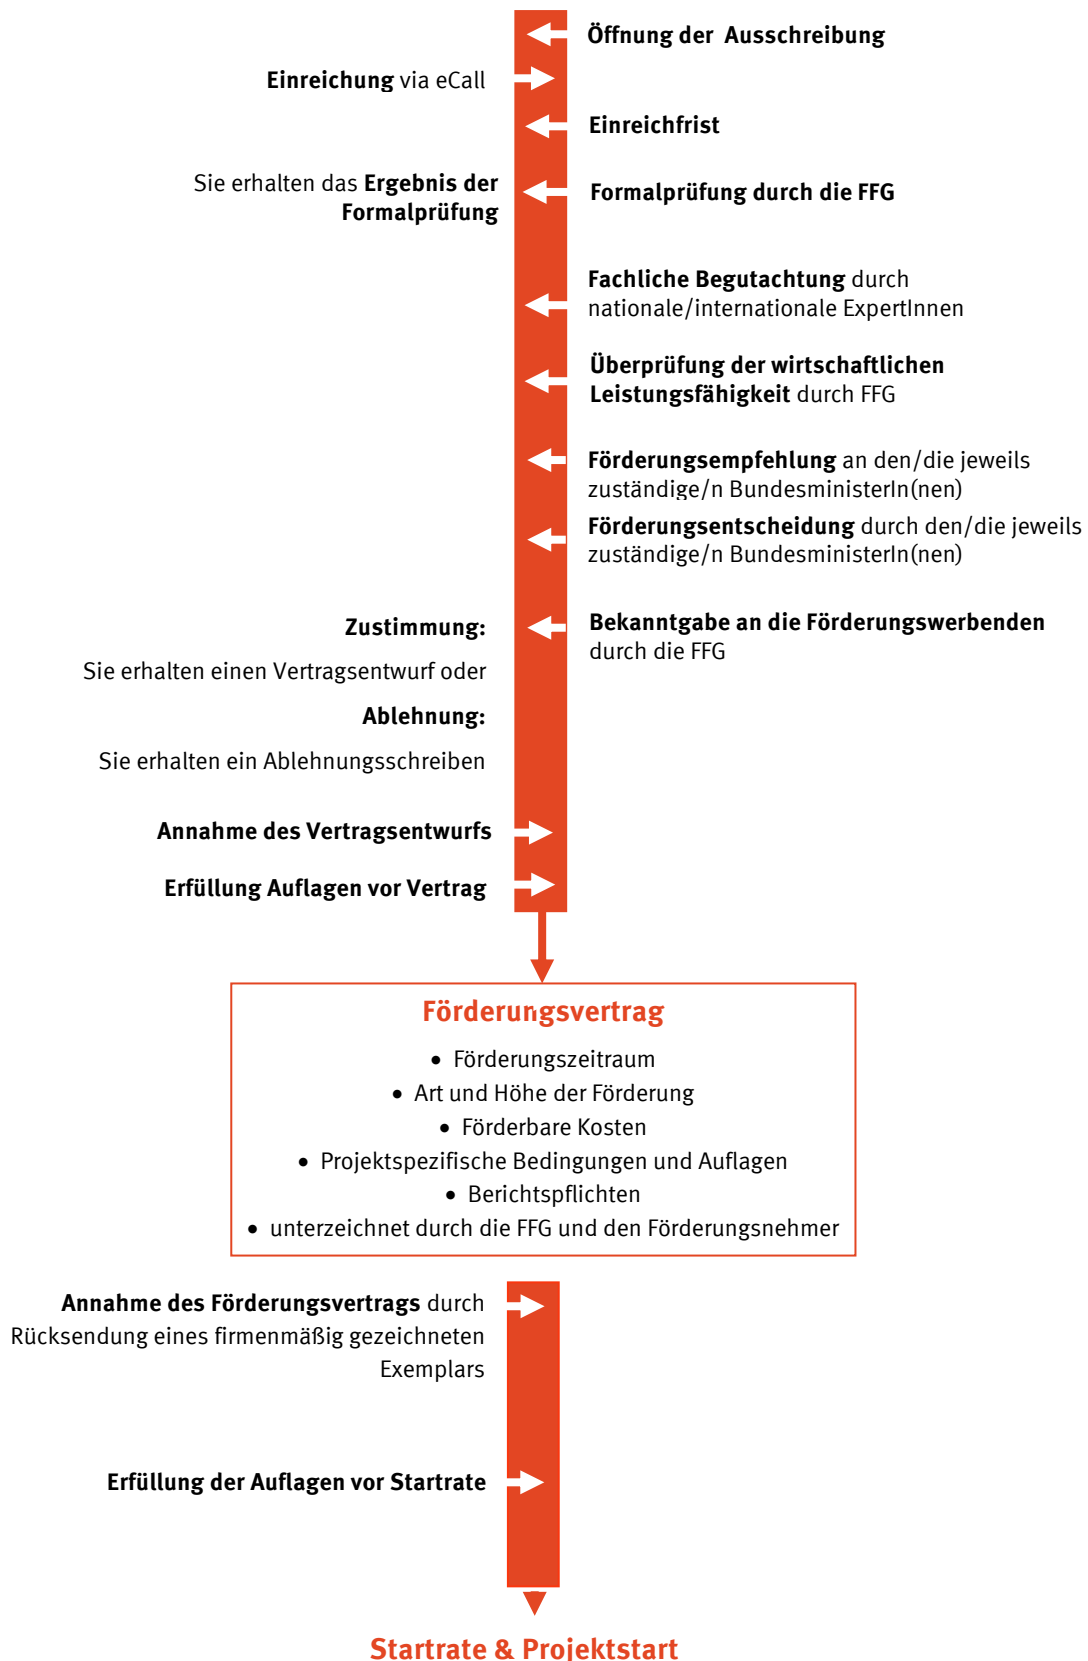 Öffnung der Ausschreibung
Einreichung via eCall
Einreichfrist
Sie erhalten das Ergebnis der
Formalprüfung
Formalprüfung durch die FFG
Fachliche Begutachtung durch
nationale/internationale ExpertInnen
Überprüfung der wirtschaftlichen
Leistungsfähigkeit durch FFG
Förderungsempfehlung an den/die jeweils
zuständige/n BundesministerIn(nen)
Förderungsentscheidung durch den/die jeweils
zuständige/n BundesministerIn(nen)
Bekanntgabe an die Förderungswerbenden
durch die FFG
Zustimmung:
Sie erhalten einen Vertragsentwurf oder
Ablehnung:
Sie erhalten ein Ablehnungsschreiben
Annahme des Vertragsentwurfs
Erfüllung Auflagen vor Vertrag
Förderungsvertrag
• Förderungszeitraum
• Art und Höhe der Förderung
• Förderbare Kosten
• Projektspezifische Bedingungen und Auflagen
• Berichtspflichten
• unterzeichnet durch die FFG und den Förderungsnehmer
Annahme des Förderungsvertrags durch
Rücksendung eines firmenmäßig gezeichneten
Exemplars
Erfüllung der Auflagen vor Startrate
Startrate & Projektstart